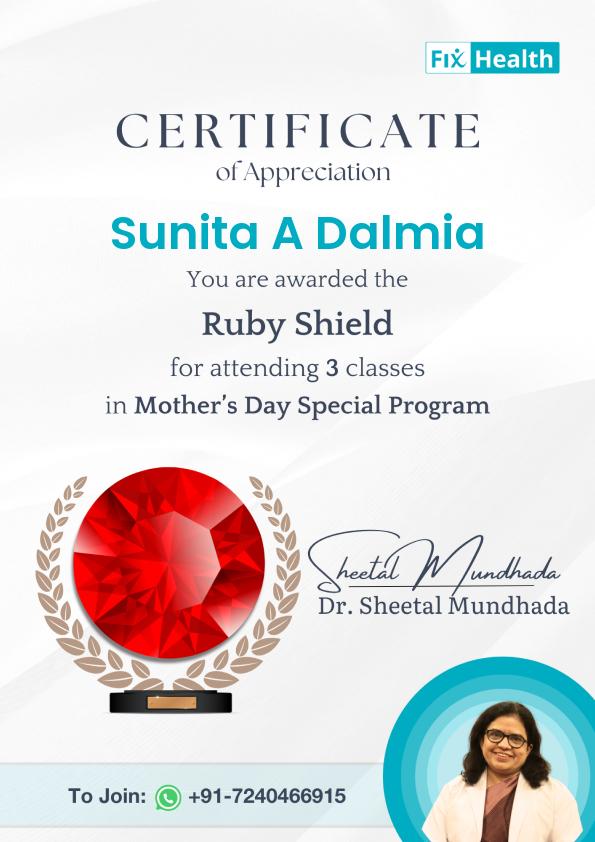 Fix Health
CERTIFICATE
of Appreciation
Sunita A Dalmia
You are awarded the
Ruby Shield
for attending 3 classes
in Mother's Day Special Program
Sheetal Mundhada
Dr. Sheetal Mundhada
To Join: +91-7240466915